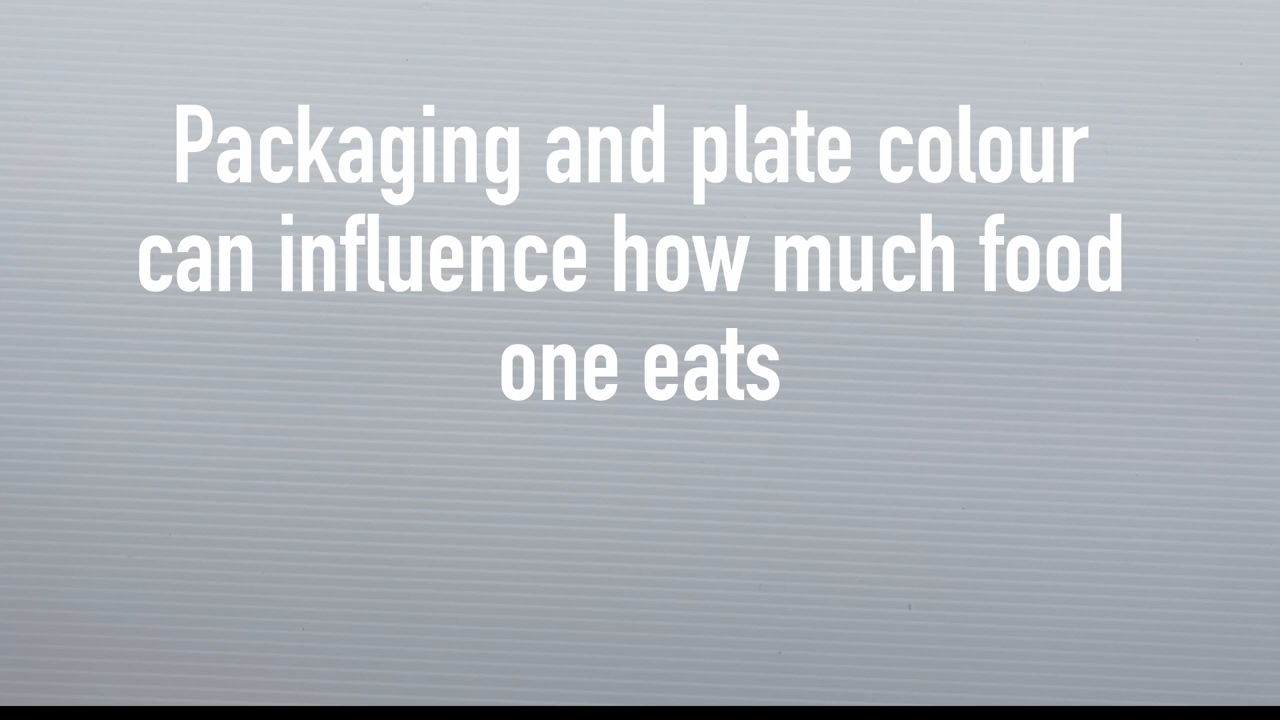 Packaging and plate colour
can influence how much food
one eats